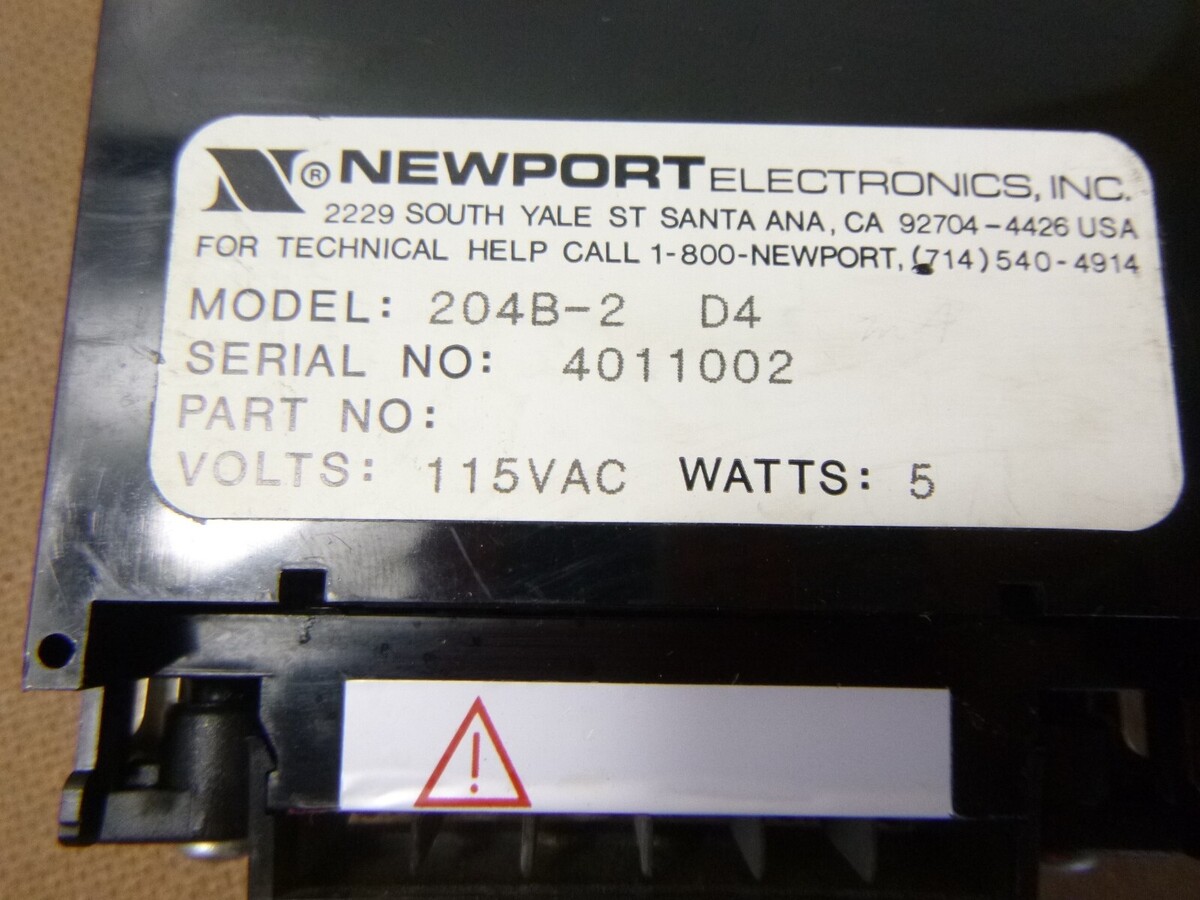 ® NEWPORT ELECTRONICS, INC.
2229 SOUTH YALE ST SANTA ANA, CA 92704-4426 USA
FOR TECHNICAL HELP CALL 1-800-NEWPORT, (714) 540-4914
MODEL: 204B-2 D4
SERIAL NO: 4011002
PART NO:
VOLTS: 115VAC WATTS: 5
!